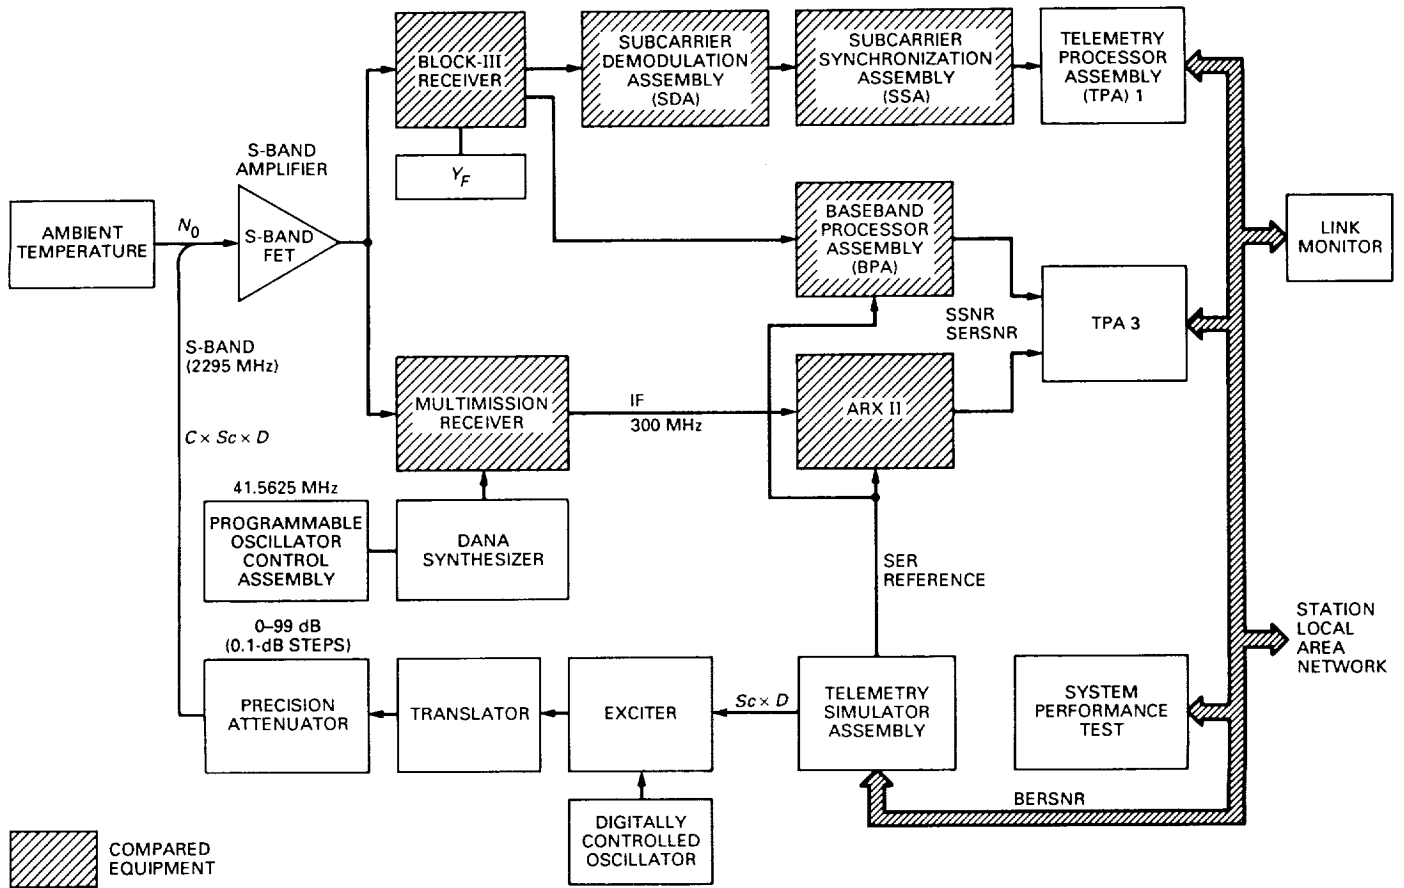 BLOCK-III
RECEIVER
SUBCARRIER
DEMODULATION
ASSEMBLY
(SDA)
SUBCARRIER
SYNCHRONIZATION
ASSEMBLY
(SSA)
TELEMETRY
PROCESSOR
ASSEMBLY
(TPA) 1
S-BAND
AMPLIFIER
Y_F
AMBIENT
TEMPERATURE
N_0
S-BAND
FET
BASEBAND
PROCESSOR
ASSEMBLY
(BPA)
LINK
MONITOR
SSNR
SERSNR
TPA 3
S-BAND
(2295 MHz)
MULTIMISSION
RECEIVER
IF
300 MHz
ARX II
C × Sc × D
41.5625 MHz
PROGRAMMABLE
OSCILLATOR
CONTROL
ASSEMBLY
DANA
SYNTHESIZER
SER
REFERENCE
0–99 dB
(0.1-dB STEPS)
STATION
LOCAL
AREA
NETWORK
PRECISION
ATTENUATOR
TRANSLATOR
EXCITER
Sc × D
TELEMETRY
SIMULATOR
ASSEMBLY
SYSTEM
PERFORMANCE
TEST
BERSNR
DIGITALLY
CONTROLLED
OSCILLATOR
COMPARED
EQUIPMENT